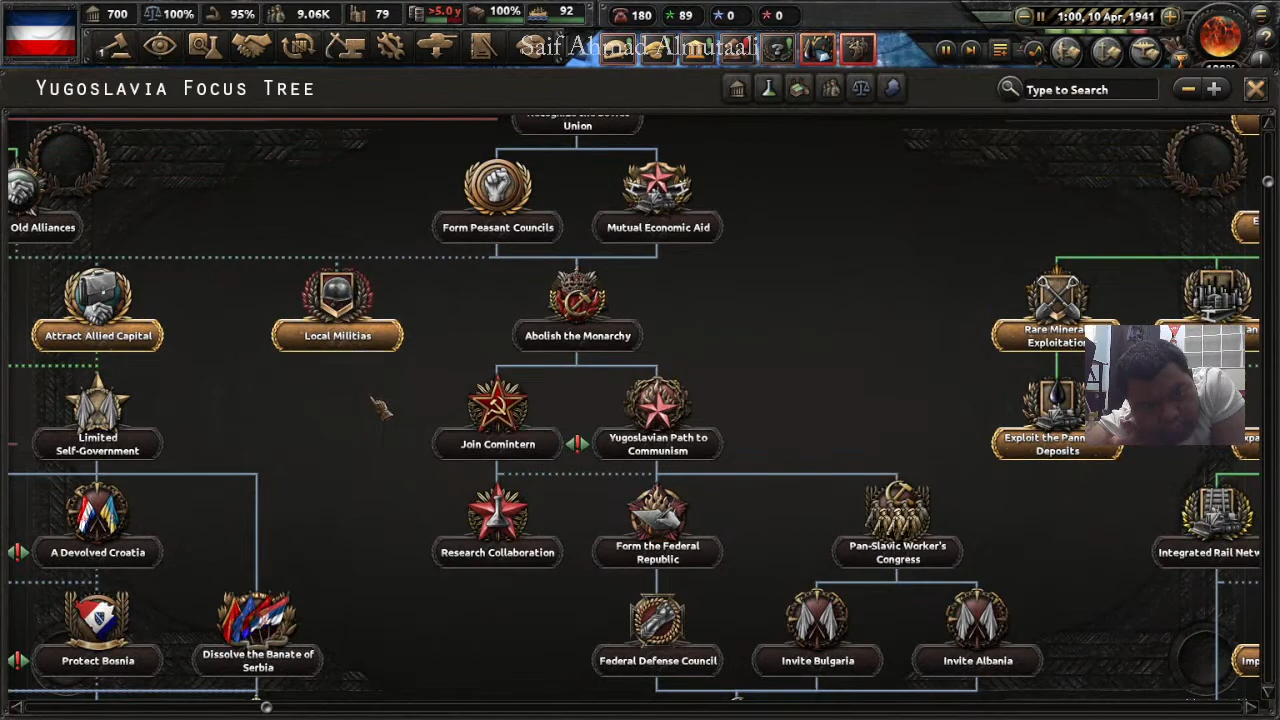 700
100%
95%
9.06K
79
>5.0 y
100%
92
180
89
0
0
1:00, 10 Apr, 1941
Saif Ahmad Almutaali
Yugoslavia Focus Tree
Type to Search
Union
Form Peasant Councils
Mutual Economic Aid
Old Alliances
Attract Allied Capital
Local Militias
Abolish the Monarchy
Rare Minera
Exploitation
Limited
Self-Government
Join Comintern
Yugoslavian Path to
Communism
Exploit the Pann
Deposits
A Devolved Croatia
Research Collaboration
Form the Federal
Republic
Pan-Slavic Worker's
Congress
Integrated Rail Netw
Protect Bosnia
Dissolve the Banate of
Serbia
Federal Defense Council
Invite Bulgaria
Invite Albania
Imp